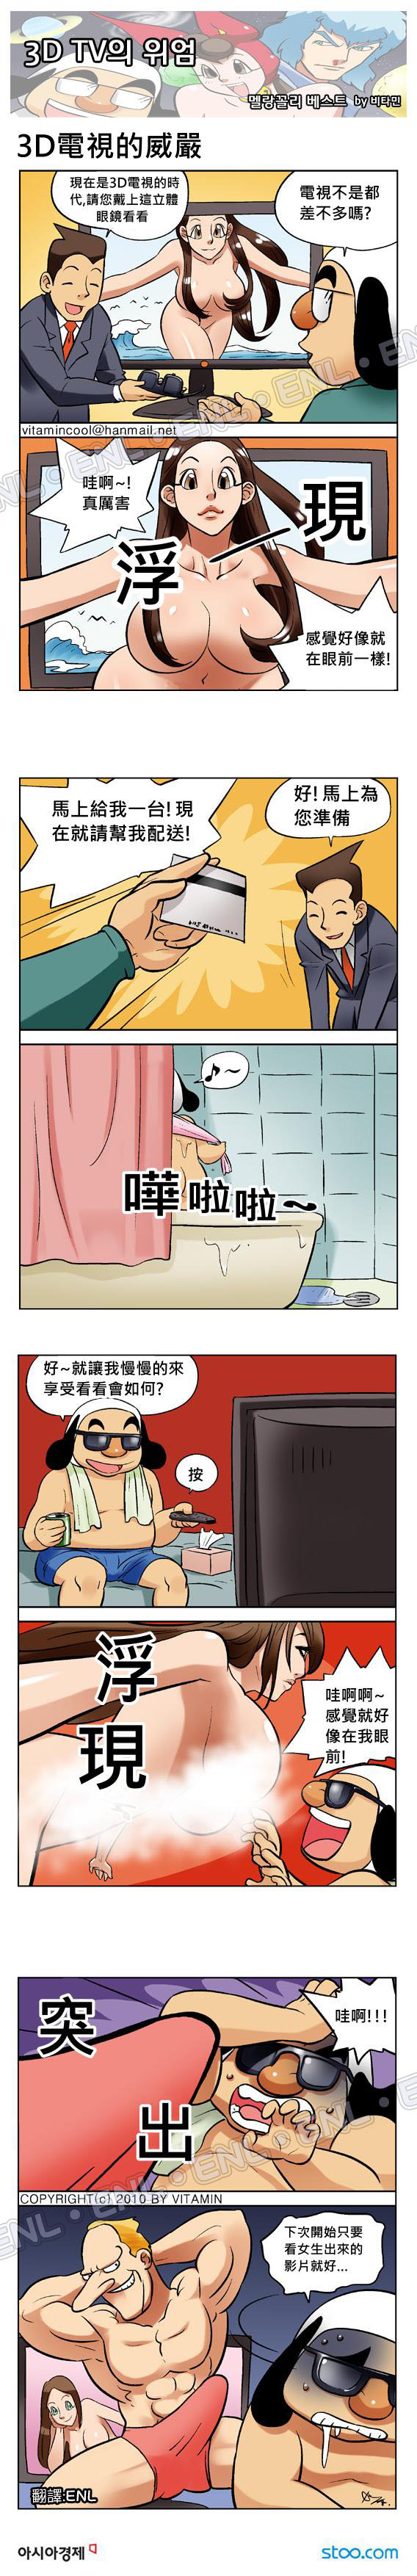 3D TV의 위엄
멜랑꼴리 베스트 by 비타민
3D電視的威嚴
現在是3D電視的時
代,請您戴上這立體
眼鏡看看
電視不是都
差不多嗎?
ENL·ENL·ENL·ENL
vitamincool@hanmail.net
哇啊~!
真厲害
浮—現
感覺好像就
在眼前一樣!
馬上給我一台! 現
在就請幫我配送!
好! 馬上為
您準備
♪~
嘩啦啦~
好~就讓我慢慢的來
享受看看會如何?
按
浮
現
哇啊啊~
感覺就好
像在我眼
前!
突
出
哇啊!!!
COPYRIGHT(c) 2010 BY VITAMIN
ENL·ENL·ENL·ENL
下次開始只要
看女生出來的
影片就好...
翻譯:ENL
아시아경제
stoo.com